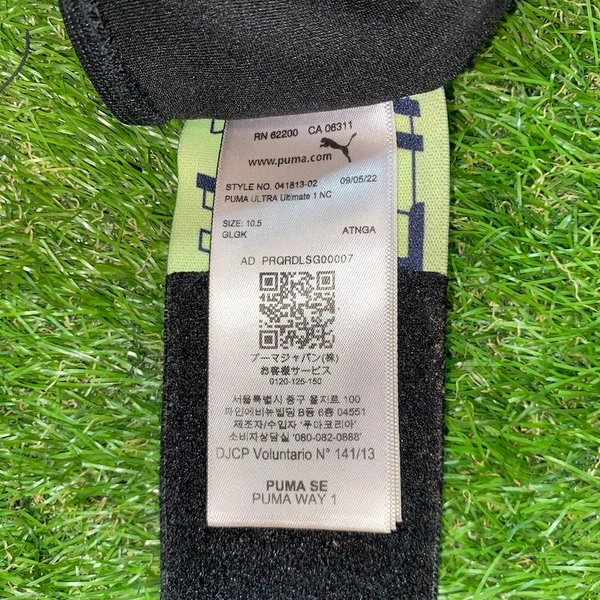 RN 62200 CA 06311
www.puma.com
STYLE NO. 041813-02 09/05/22
PUMA ULTRA Ultimate 1 NC
SIZE: 10.5
GLGK ATNGA
AD PRQRDLSG00007
プーマジャパン(株)
お客様サービス
0120-125-150
서울특별시 중구 을지로 100
파인에비뉴빌딩 B동 6층 04551
제조자/수입자 '푸마코리아'
소비자상담실 '080-082-0888'
DJCP Voluntario N° 141/13
PUMA SE
PUMA WAY 1